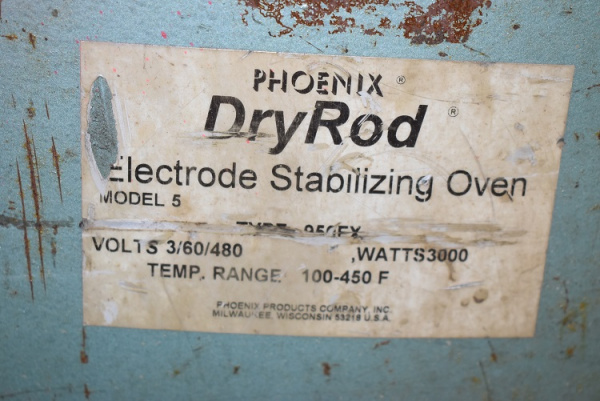 PHOENIX ®
DryRod ®
Electrode Stabilizing Oven
MODEL 5
TYPE
VOLTS 3/60/480 ,WATTS3000
TEMP. RANGE 100-450 F
PHOENIX PRODUCTS COMPANY, INC.
MILWAUKEE, WISCONSIN 53218 U.S.A.